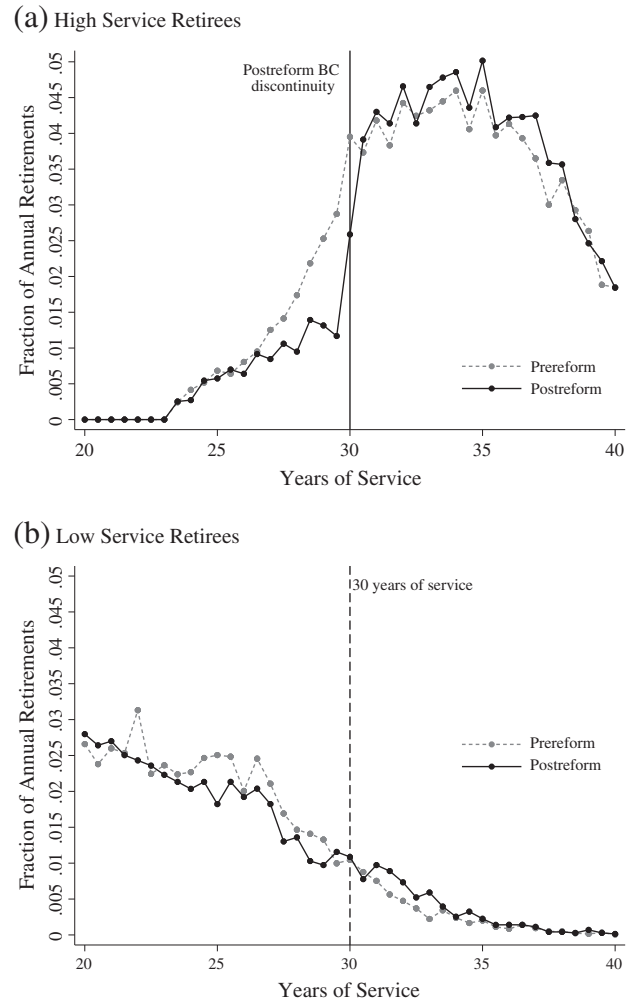 (a) High Service Retirees
Postreform BC
discontinuity
Fraction of Annual Retirements
0 .005 .01 .015 .02 .025 .03 .035 .04 .045 .05
Prereform
Postreform
20 25 30 35 40
Years of Service
(b) Low Service Retirees
30 years of service
Fraction of Annual Retirements
0 .005 .01 .015 .02 .025 .03 .035 .04 .045 .05
Prereform
Postreform
20 25 30 35 40
Years of Service